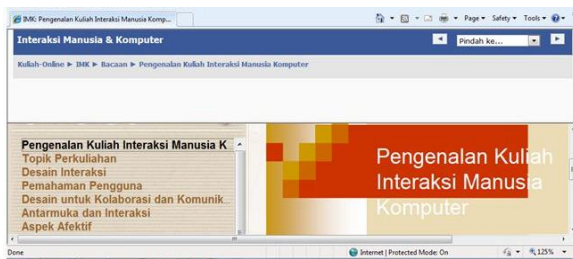 IMK: Pengenalan Kuliah Interaksi Manusia Komp...
Page Safety Tools
Interaksi Manusia & Komputer
Pindah ke...
Kuliah-Online ► IMK ► Bacaan ► Pengenalan Kuliah Interaksi Manusia Komputer
Pengenalan Kuliah Interaksi Manusia K
Topik Perkuliahan
Desain Interaksi
Pemahaman Pengguna
Desain untuk Kolaborasi dan Komunik...
Antarmuka dan Interaksi
Aspek Afektif
Pengenalan Kuliah
Interaksi Manusia
Komputer
Done
Internet | Protected Mode: On
125%